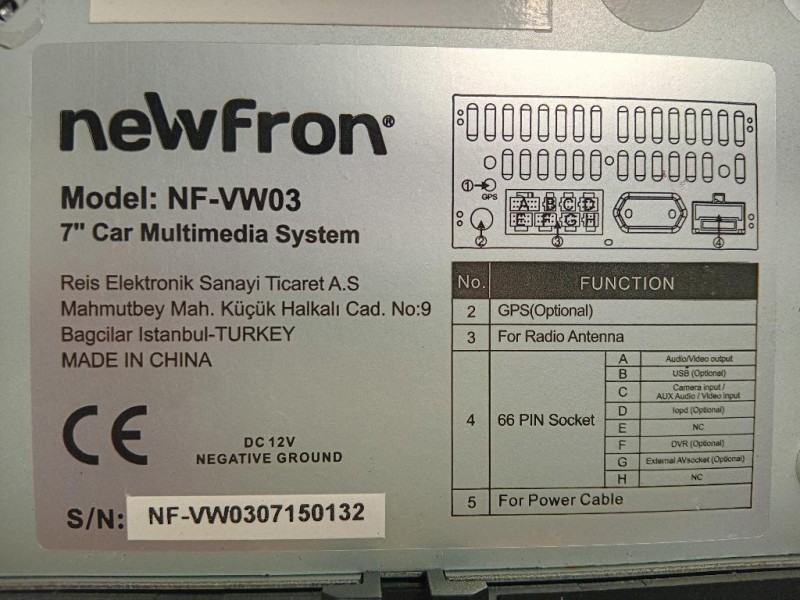 newfron®
Model: NF-VW03
7" Car Multimedia System
Reis Elektronik Sanayi Ticaret A.S
Mahmutbey Mah. Küçük Halkalı Cad. No:9
Bagcilar Istanbul-TURKEY
MADE IN CHINA
CE
DC 12V
NEGATIVE GROUND
S/N: NF-VW0307150132
① GPS
A B C D
E F G H
② ③ ④
No. FUNCTION
2 GPS(Optional)
3 For Radio Antenna
4 66 PIN Socket
A Audio/Video output
B USB (Optional)
C Camera input /
AUX Audio / Video input
D Iopd (Optional)
E NC
F DVR (Optional)
G External AVsocket (Optional)
H NC
5 For Power Cable